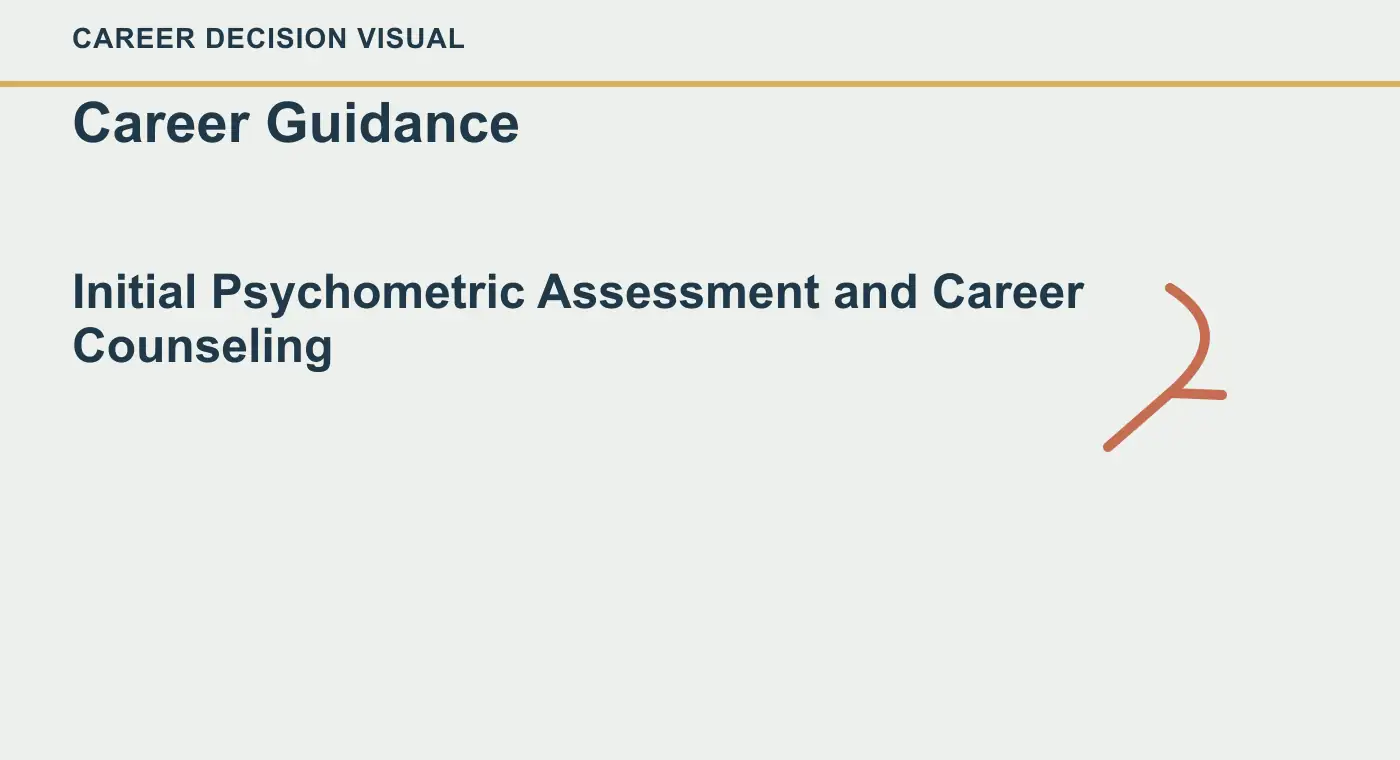 CAREER DECISION VISUAL
Career Guidance
Initial Psychometric Assessment and Career
Counseling